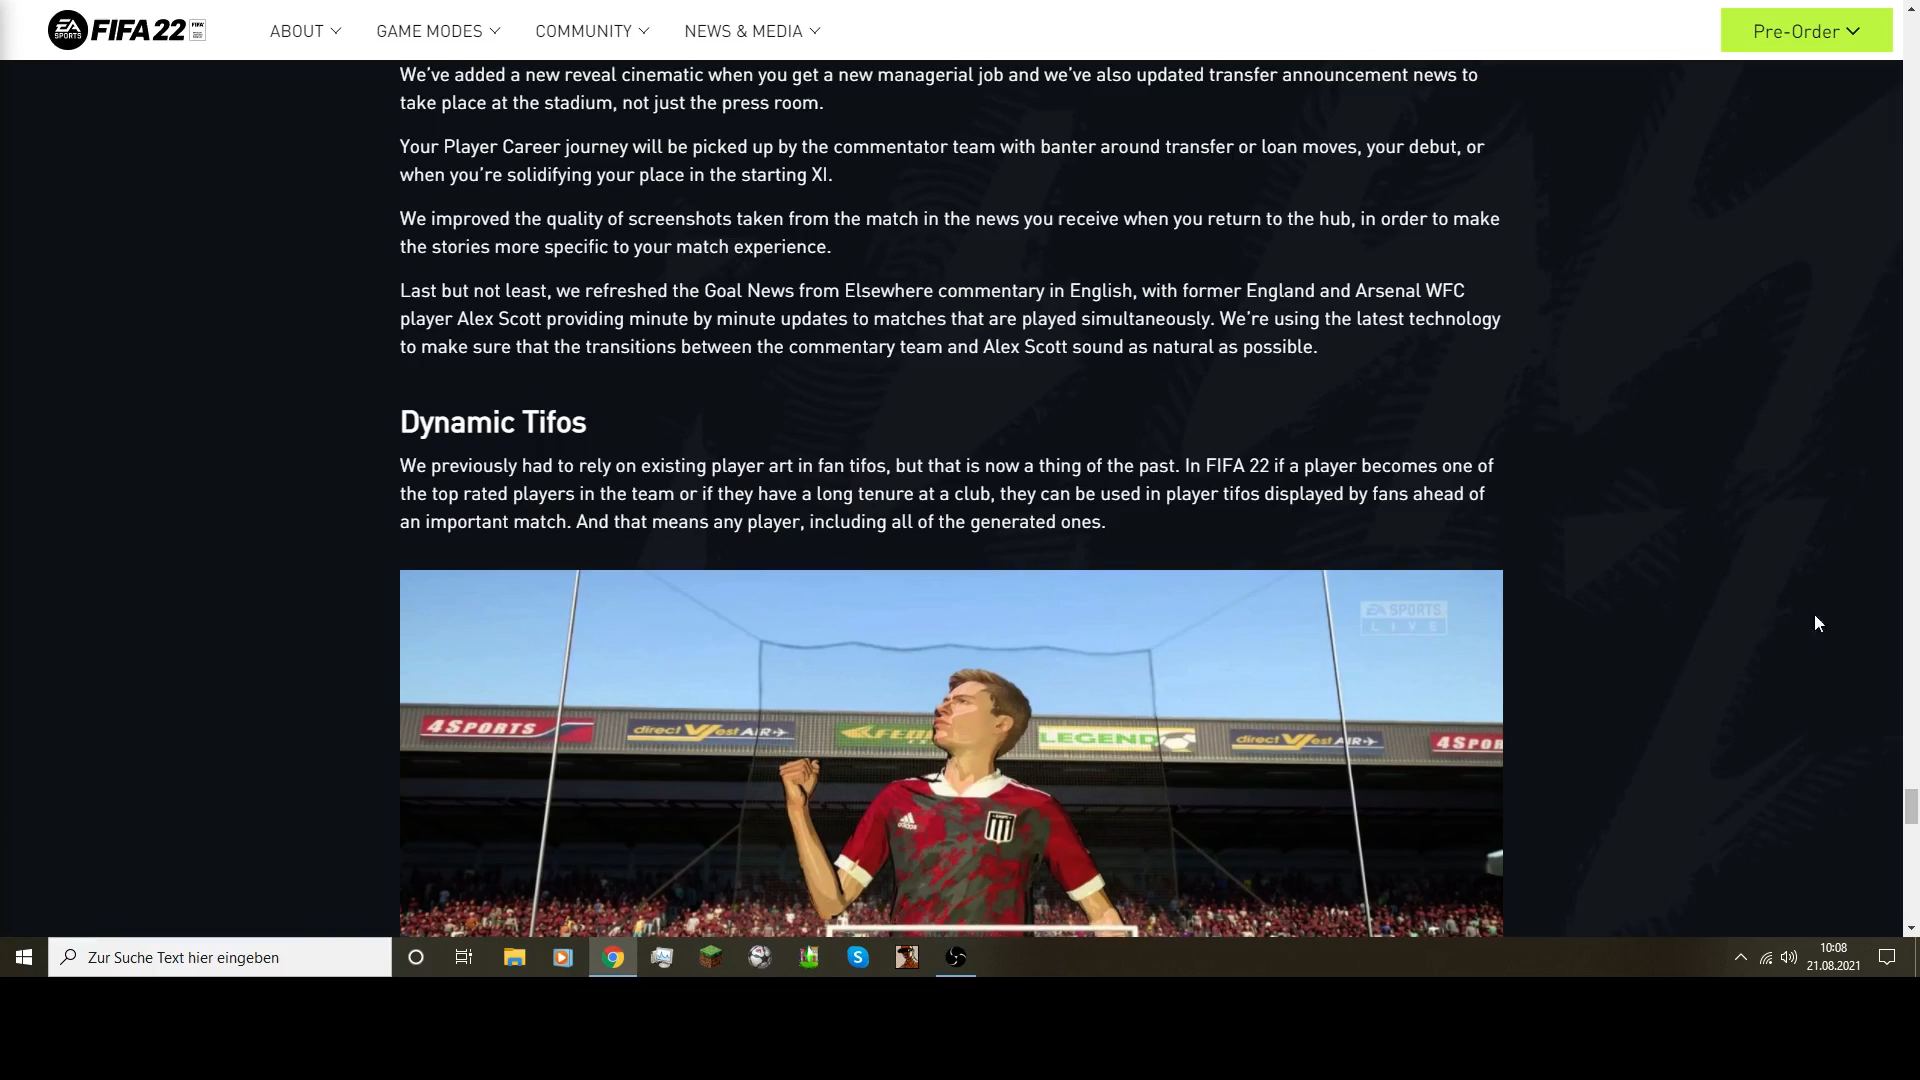 EA SPORTS FIFA 22 ABOUT GAME MODES COMMUNITY NEWS & MEDIA Pre-Order
We’ve added a new reveal cinematic when you get a new managerial job and we’ve also updated transfer announcement news to
take place at the stadium, not just the press room.
Your Player Career journey will be picked up by the commentator team with banter around transfer or loan moves, your debut, or
when you’re solidifying your place in the starting XI.
We improved the quality of screenshots taken from the match in the news you receive when you return to the hub, in order to make
the stories more specific to your match experience.
Last but not least, we refreshed the Goal News from Elsewhere commentary in English, with former England and Arsenal WFC
player Alex Scott providing minute by minute updates to matches that are played simultaneously. We’re using the latest technology
to make sure that the transitions between the commentary team and Alex Scott sound as natural as possible.
Dynamic Tifos
We previously had to rely on existing player art in fan tifos, but that is now a thing of the past. In FIFA 22 if a player becomes one of
the top rated players in the team or if they have a long tenure at a club, they can be used in player tifos displayed by fans ahead of
an important match. And that means any player, including all of the generated ones.
EA SPORTS
LIVE
4SPORTS direct West AIR LEGEND direct West AIR 4SPOR
adidas
Zur Suche Text hier eingeben
10:08
21.08.2021